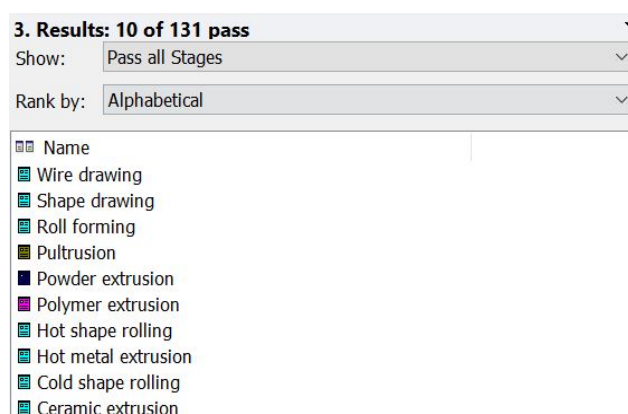 3. Results: 10 of 131 pass
Show: Pass all Stages
Rank by: Alphabetical
Name
Wire drawing
Shape drawing
Roll forming
Pultrusion
Powder extrusion
Polymer extrusion
Hot shape rolling
Hot metal extrusion
Cold shape rolling
Ceramic extrusion